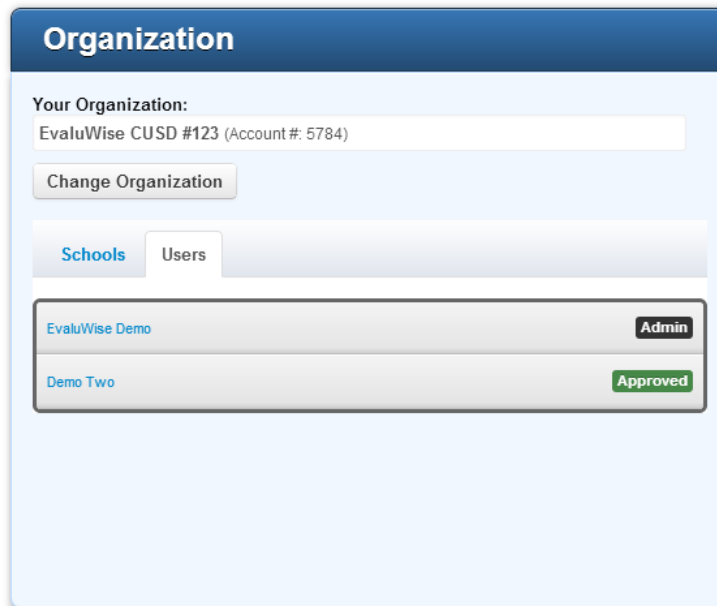 Organization
Your Organization:
EvaluWise CUSD #123 (Account #: 5784)
Change Organization
Schools Users
EvaluWise Demo Admin
Demo Two Approved